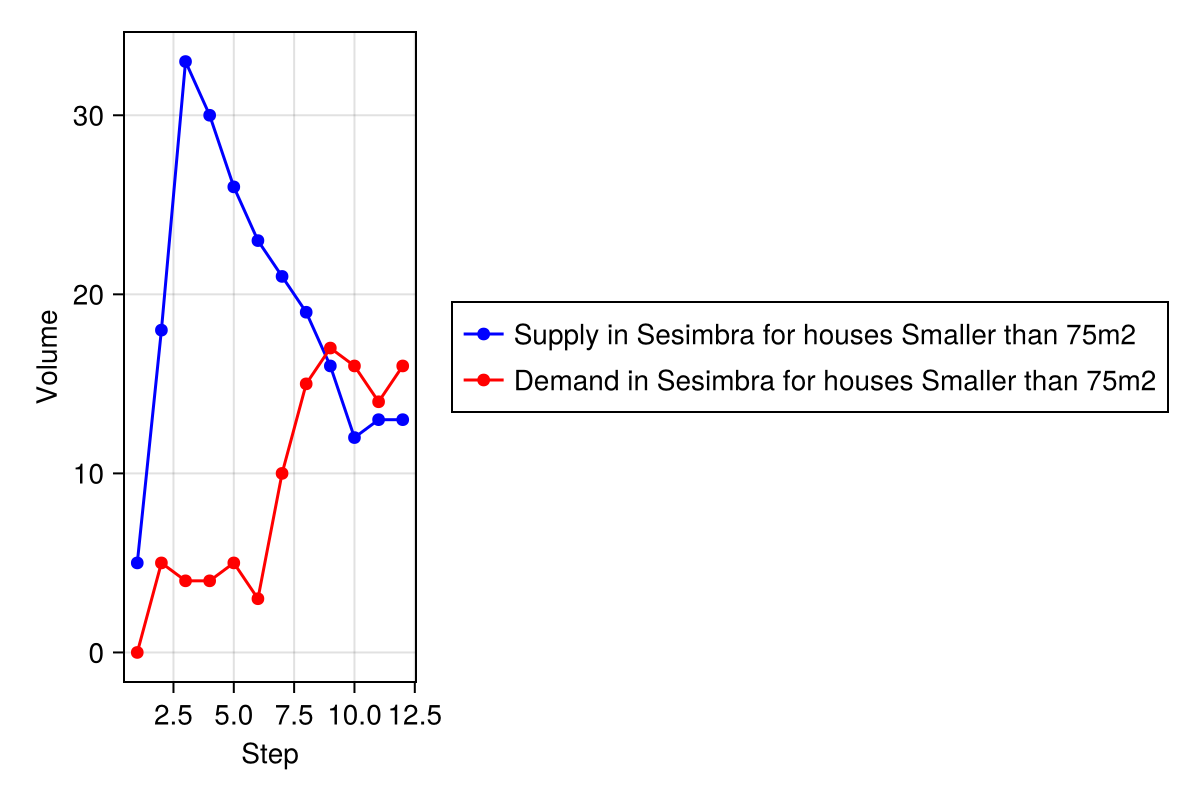 Volume
30
20
10
0
2.5 5.0 7.5 10.0 12.5
Step
Supply in Sesimbra for houses Smaller than 75m2
Demand in Sesimbra for houses Smaller than 75m2